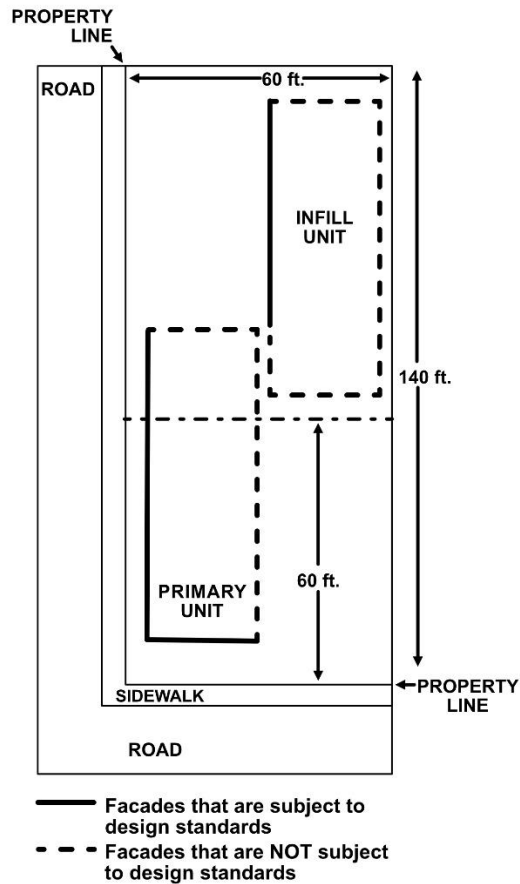 PROPERTY
LINE
ROAD
60 ft.
INFILL
UNIT
140 ft.
60 ft.
PRIMARY
UNIT
PROPERTY
LINE
SIDEWALK
ROAD
Facades that are subject to
design standards
Facades that are NOT subject
to design standards